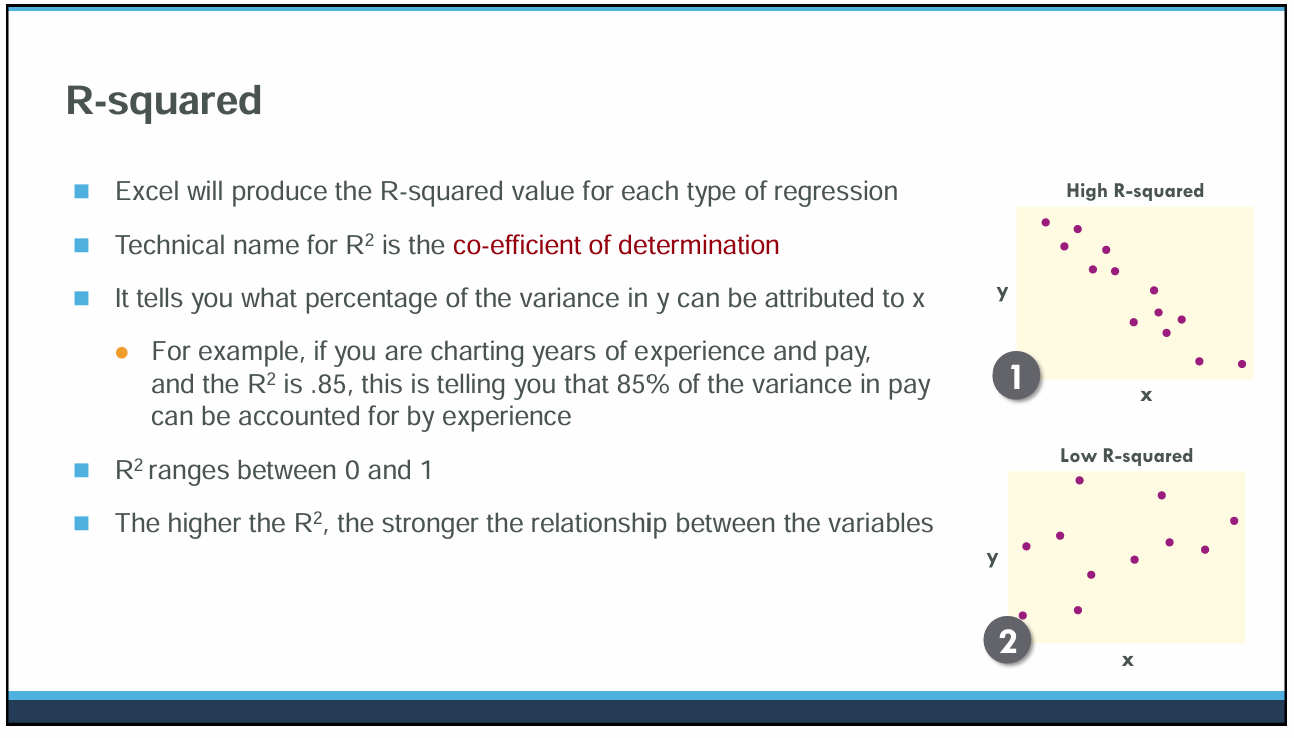 R-squared
Excel will produce the R-squared value for each type of regression
Technical name for R² is the co-efficient of determination
It tells you what percentage of the variance in y can be attributed to x
For example, if you are charting years of experience and pay,
and the R² is .85, this is telling you that 85% of the variance in pay
can be accounted for by experience
R² ranges between 0 and 1
The higher the R², the stronger the relationship between the variables
High R-squared
y
1
x
Low R-squared
y
2
x